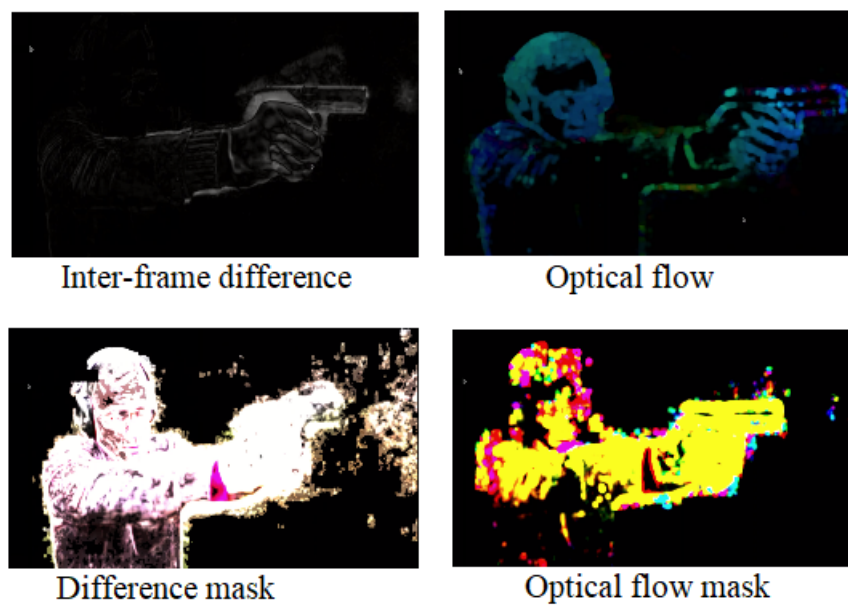 Inter-frame difference
Optical flow
Difference mask
Optical flow mask